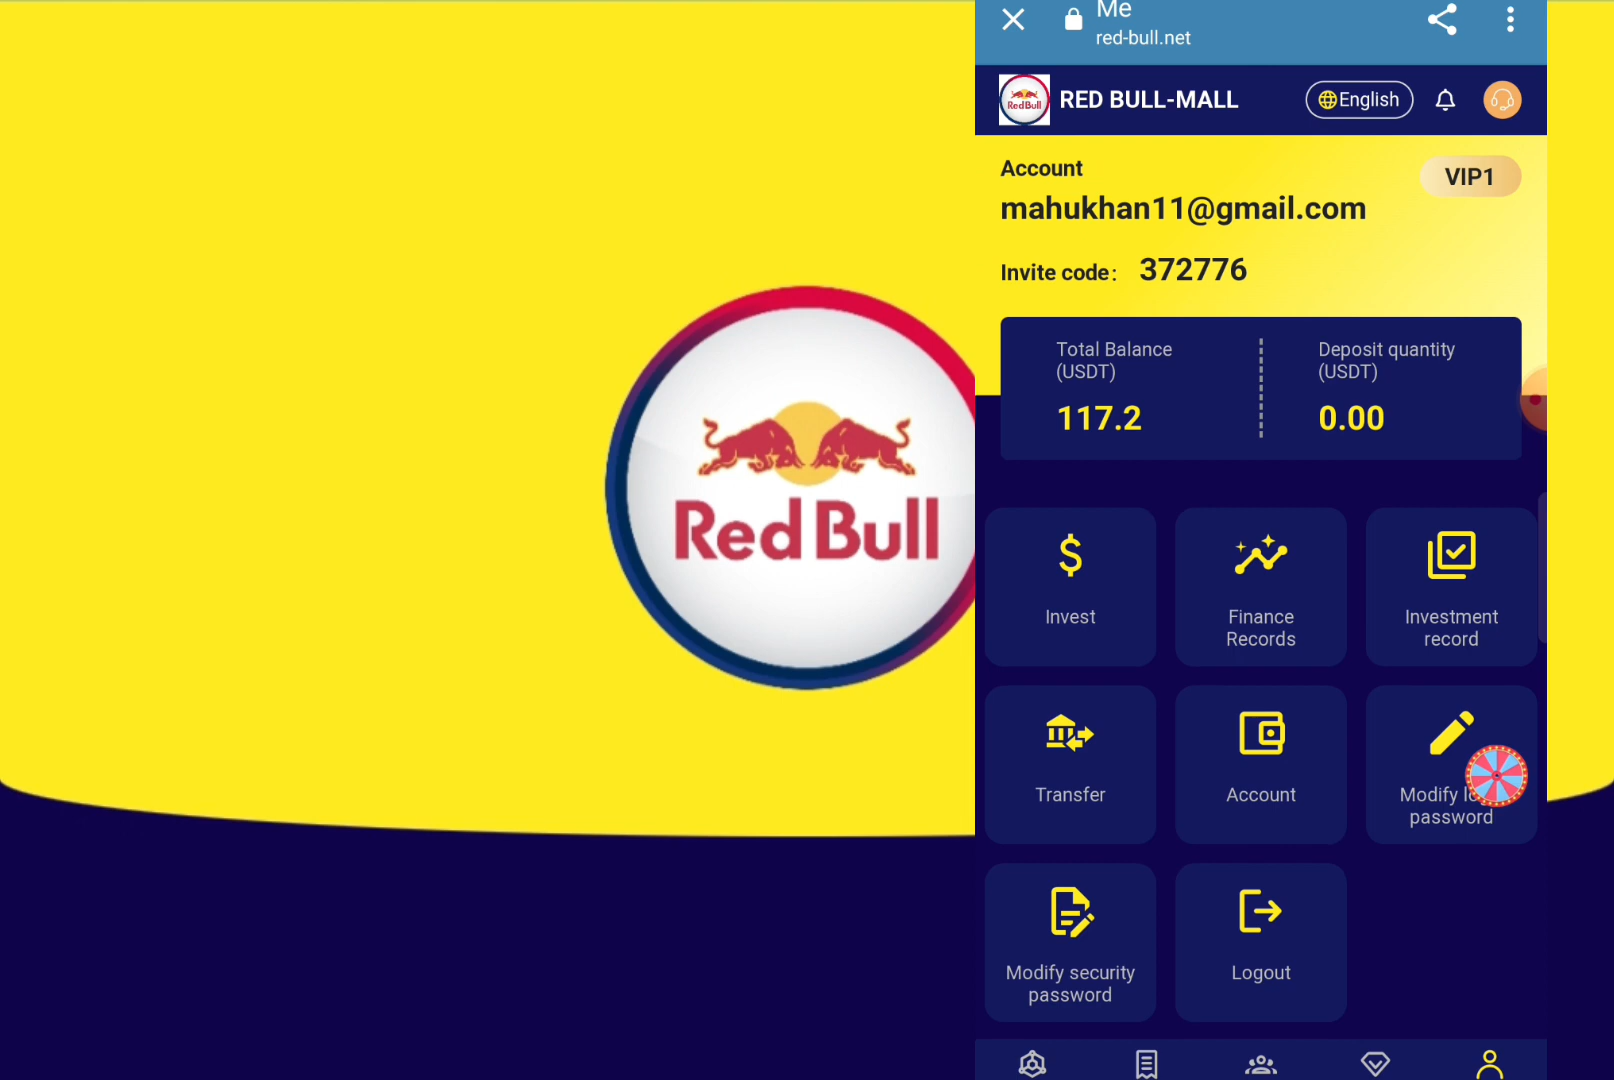 Me
red-bull.net
RedBull
RED BULL-MALL
English
Account
VIP1
mahukhan11@gmail.com
Invite code: 372776
Total Balance
(USDT)
117.2
Deposit quantity
(USDT)
0.00
Red Bull
Invest
Finance
Records
Investment
record
Transfer
Account
Modify
password
Modify security
password
Logout